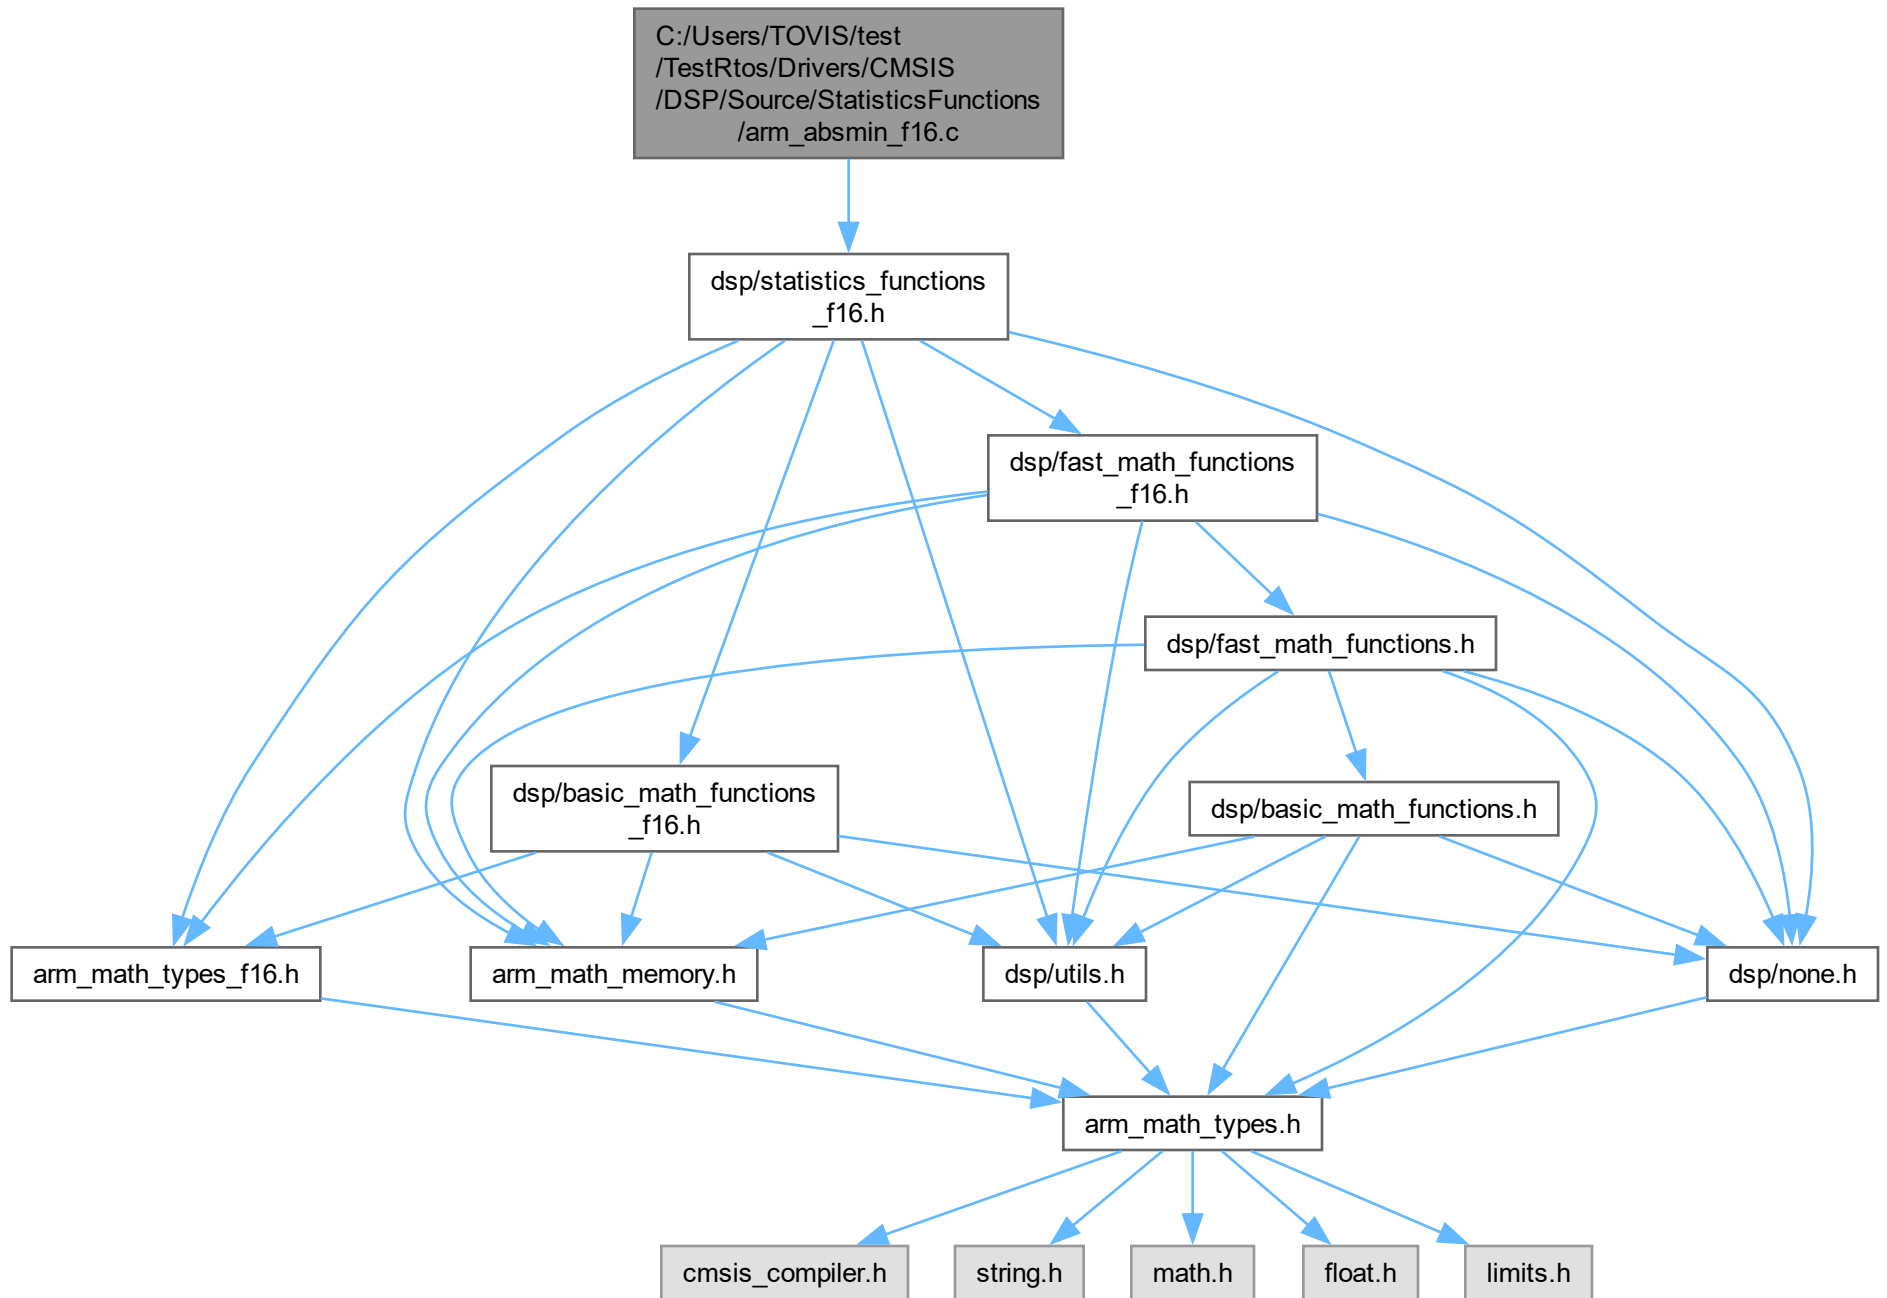 C:/Users/TOVIS/test
/TestRtos/Drivers/CMSIS
/DSP/Source/StatisticsFunctions
/arm_absmin_f16.c
dsp/statistics_functions
_f16.h
dsp/fast_math_functions
_f16.h
dsp/fast_math_functions.h
dsp/basic_math_functions
_f16.h
dsp/basic_math_functions.h
arm_math_types_f16.h
arm_math_memory.h
dsp/utils.h
dsp/none.h
arm_math_types.h
cmsis_compiler.h
string.h
math.h
float.h
limits.h